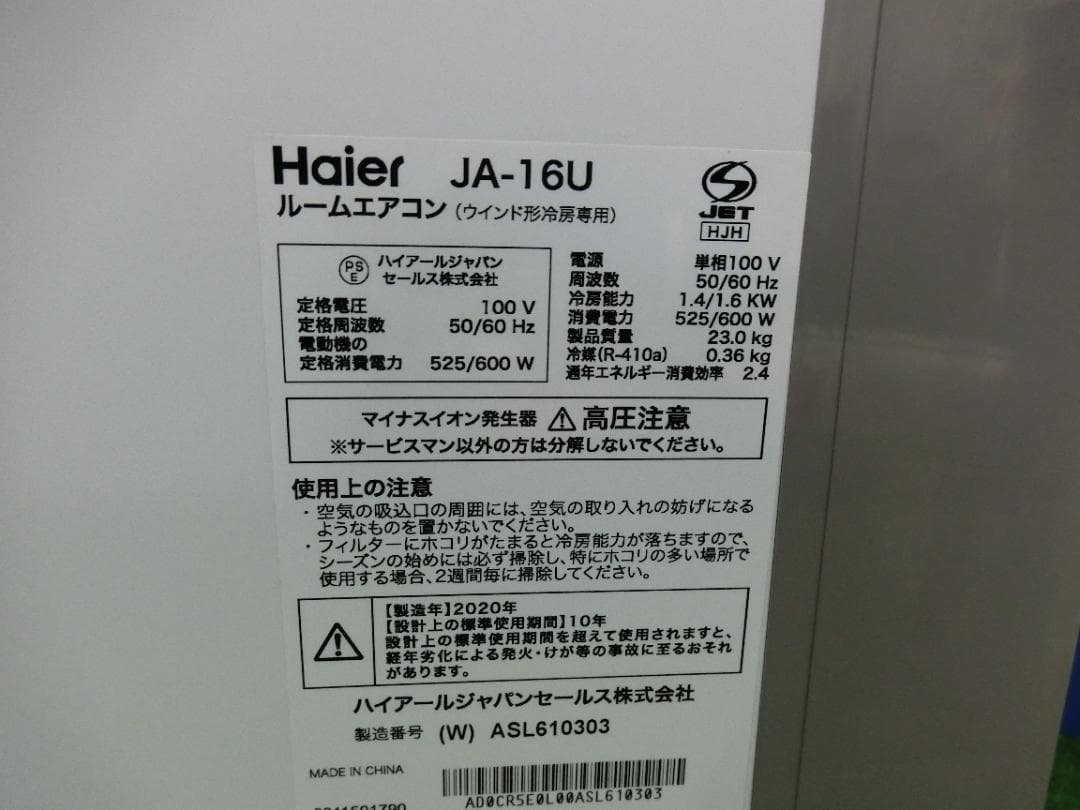 Haier JA-16U
ルームエアコン (ウインド形冷房専用)
JET
HJH
PS
E
ハイアールジャパン
セールス株式会社
定格電圧 100 V
定格周波数 50/60 Hz
電動機の
定格消費電力 525/600 W
電源 単相100 V
周波数 50/60 Hz
冷房能力 1.4/1.6 KW
消費電力 525/600 W
製品質量 23.0 kg
冷媒(R-410a) 0.36 kg
通年エネルギー消費効率 2.4
マイナスイオン発生器 ⚠ 高圧注意
※サービスマン以外の方は分解しないでください。
使用上の注意
・空気の吸込口の周囲には、空気の取り入れの妨げになる
ようなものを置かないでください。
・フィルターにホコリがたまると冷房能力が落ちますので、
シーズンの始めには必ず掃除し、特にホコリの多い場所で
使用する場合、2週間毎に掃除してください。
【製造年】2020年
【設計上の標準使用期間】10年
設計上の標準使用期間を超えて使用されますと、
経年劣化による発火・けが等の事故に至るおそれ
があります。
ハイアールジャパンセールス株式会社
製造番号 (W) ASL610303
MADE IN CHINA
AD0CR5E0L00ASL610303